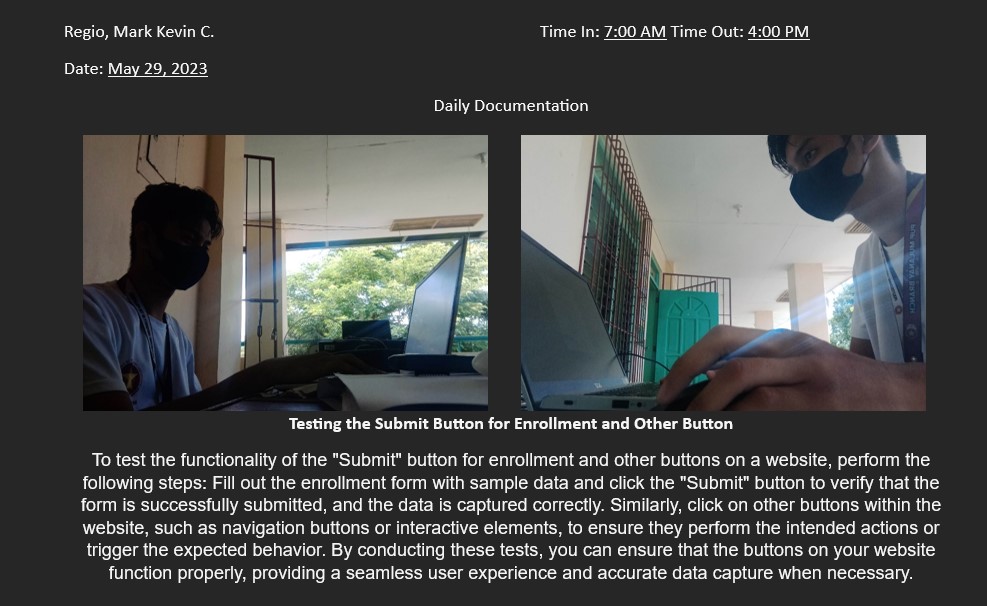 Regio, Mark Kevin C.
Time In: 7:00 AM Time Out: 4:00 PM
Date: May 29, 2023
Daily Documentation
Testing the Submit Button for Enrollment and Other Button
To test the functionality of the "Submit" button for enrollment and other buttons on a website, perform the
following steps: Fill out the enrollment form with sample data and click the "Submit" button to verify that the
form is successfully submitted, and the data is captured correctly. Similarly, click on other buttons within the
website, such as navigation buttons or interactive elements, to ensure they perform the intended actions or
trigger the expected behavior. By conducting these tests, you can ensure that the buttons on your website
function properly, providing a seamless user experience and accurate data capture when necessary.